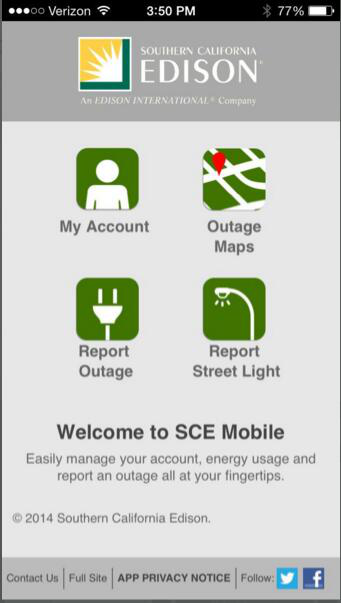 Verizon 3:50 PM 77%
SOUTHERN CALIFORNIA
EDISON®
An EDISON INTERNATIONAL® Company
My Account
Outage
Maps
Report
Outage
Report
Street Light
Welcome to SCE Mobile
Easily manage your account, energy usage and
report an outage all at your fingertips.
© 2014 Southern California Edison.
Contact Us | Full Site | APP PRIVACY NOTICE | Follow: